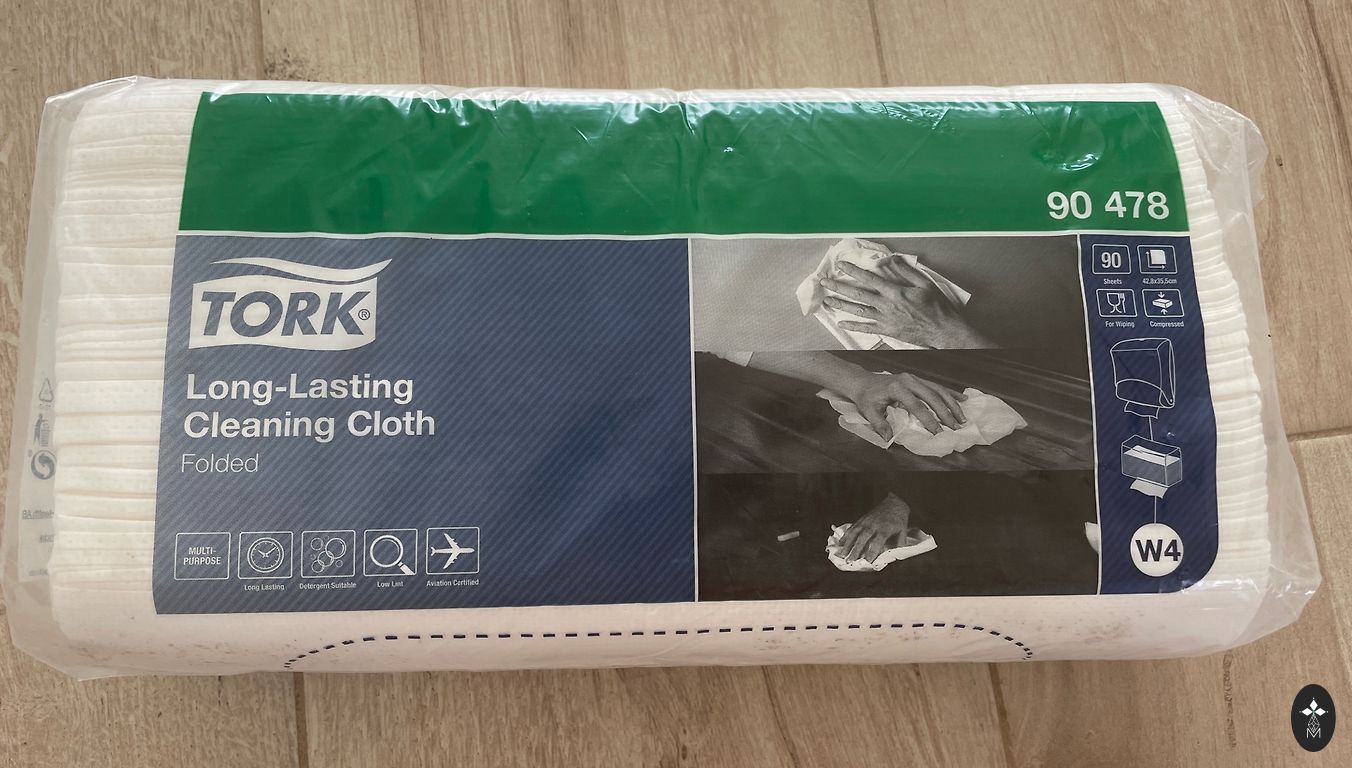 90 478
TORK®
Long-Lasting
Cleaning Cloth
Folded
MULTI-
PURPOSE
Long Lasting
Detergent Suitable
Low Lint
Aviation Certified
90
Sheets
42,8x35,5cm
For Wiping
Compressed
W4
M